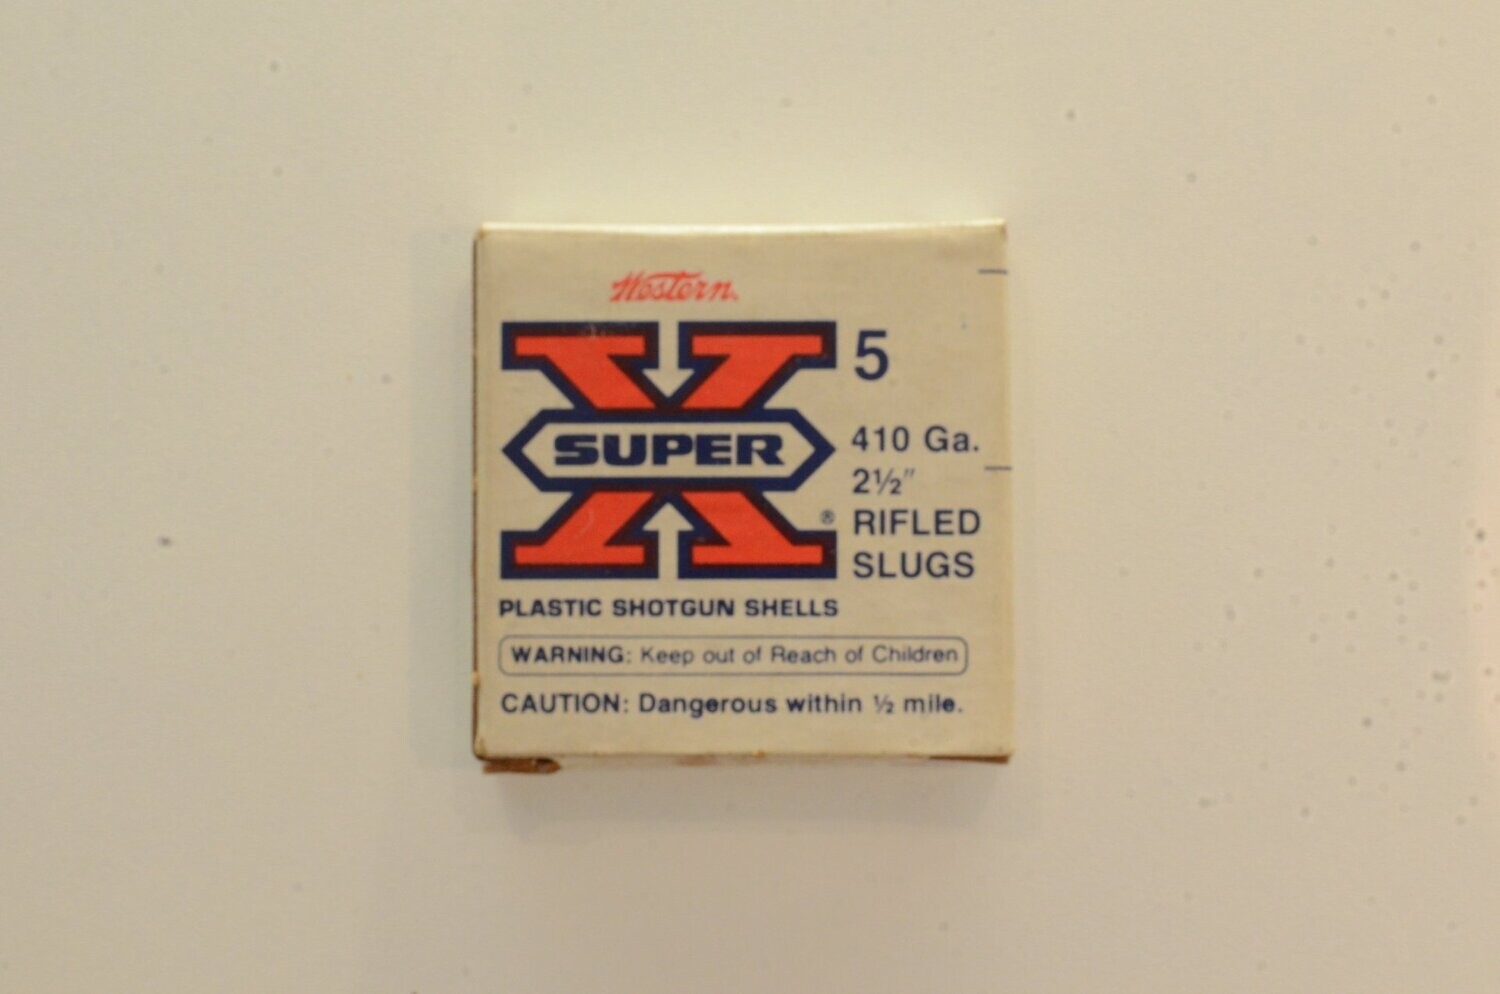 Western
5
SUPER X ®
410 Ga.
2½"
RIFLED
SLUGS
PLASTIC SHOTGUN SHELLS
WARNING: Keep out of Reach of Children
CAUTION: Dangerous within ½ mile.